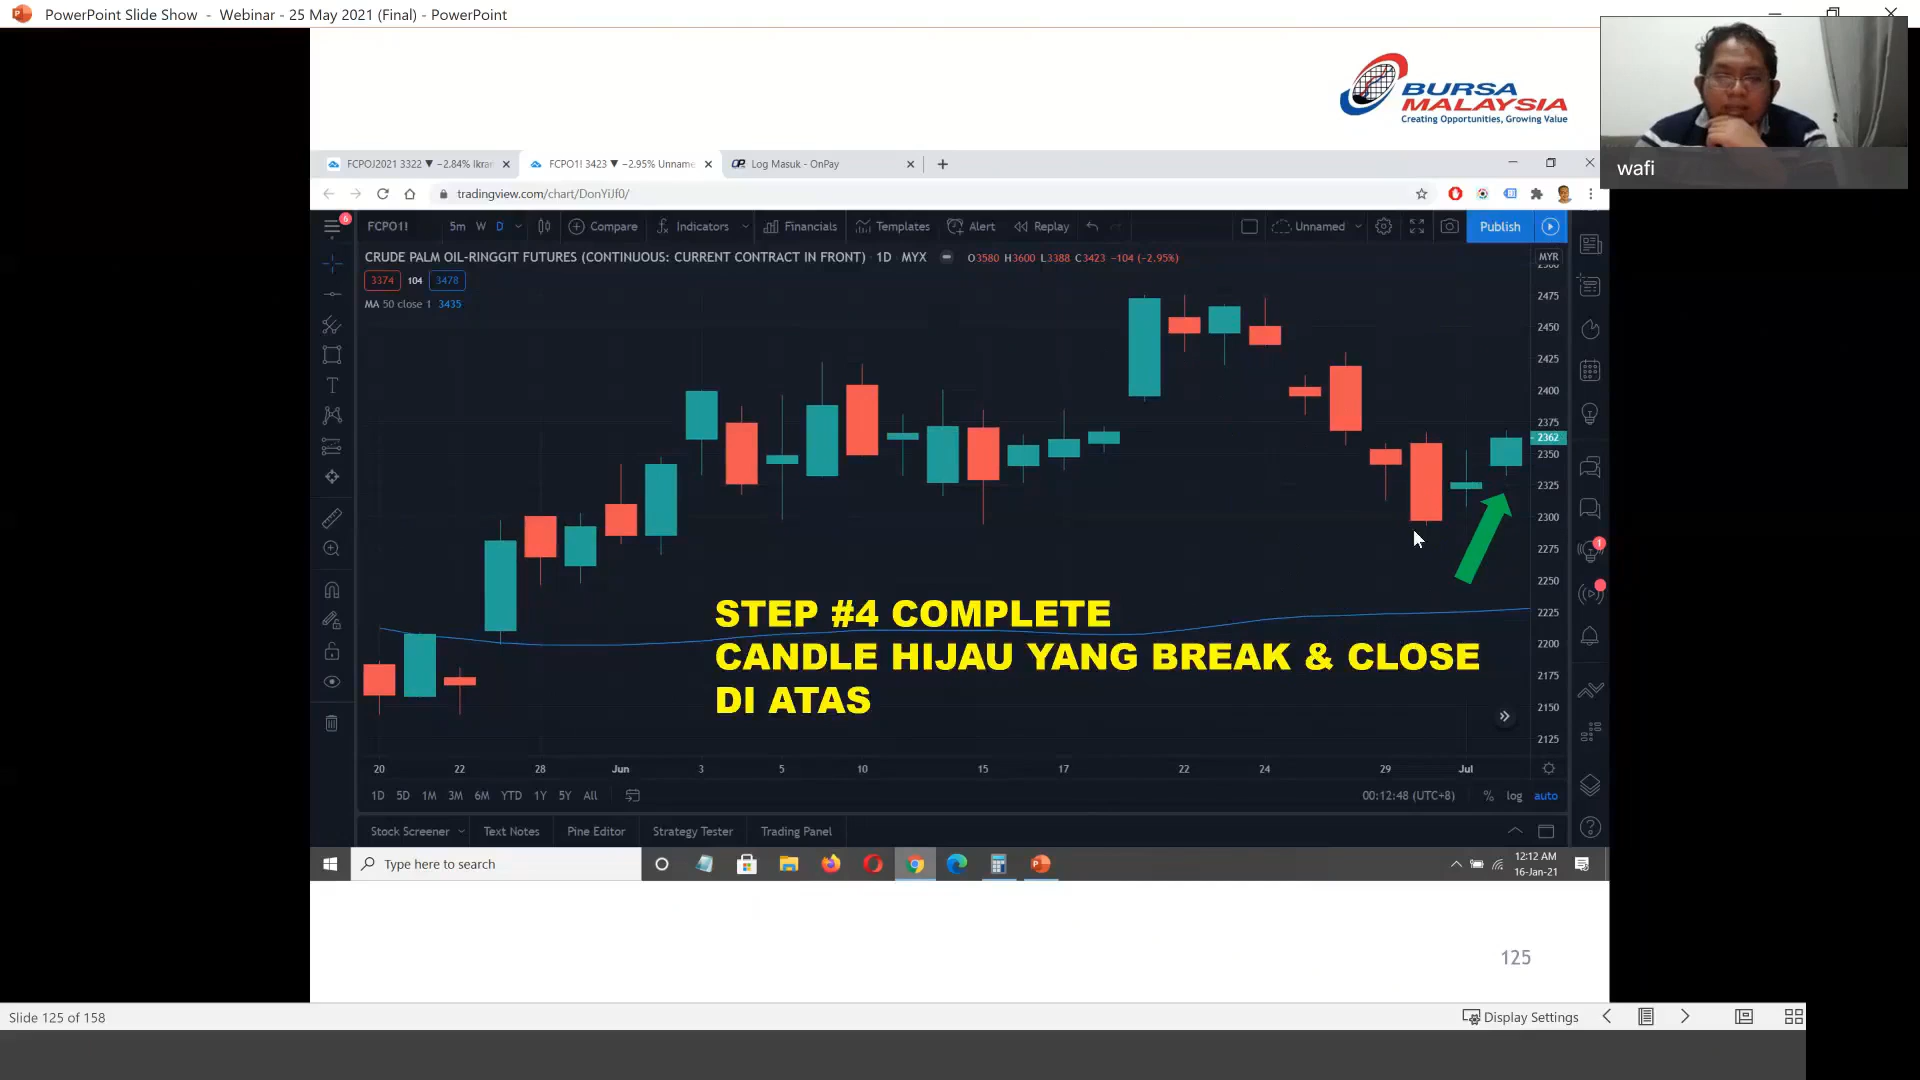 PowerPoint Slide Show - Webinar - 25 May 2021 (Final) - PowerPoint
BURSA
MALAYSIA
Creating Opportunities, Growing Value
wafi
FCPOJ2021 3322 ▼ −2.84% Ikra
FCPO1! 3423 ▼ −2.95% Unname
OP Log Masuk - OnPay
tradingview.com/chart/DonYiJf0/
6
FCPO1! 5m W D Compare Indicators Financials Templates Alert Replay Unnamed Publish
CRUDE PALM OIL-RINGGIT FUTURES (CONTINUOUS: CURRENT CONTRACT IN FRONT) · 1D · MYX O3580 H3600 L3388 C3423 −104 (−2.95%)
MYR
3374 104 3478
MA 50 close 1 3435
2475
2450
2425
2400
2375
2362
2350
2325
2300
2275
2250
2225
2200
2175
2150
2125
1
STEP #4 COMPLETE
CANDLE HIJAU YANG BREAK & CLOSE
DI ATAS
20 22 28 Jun 3 5 10 15 17 22 24 29 Jul
1D 5D 1M 3M 6M YTD 1Y 5Y All 00:12:48 (UTC+8) % log auto
Stock Screener Text Notes Pine Editor Strategy Tester Trading Panel
Type here to search
12:12 AM
16-Jan-21
125
Slide 125 of 158
Display Settings